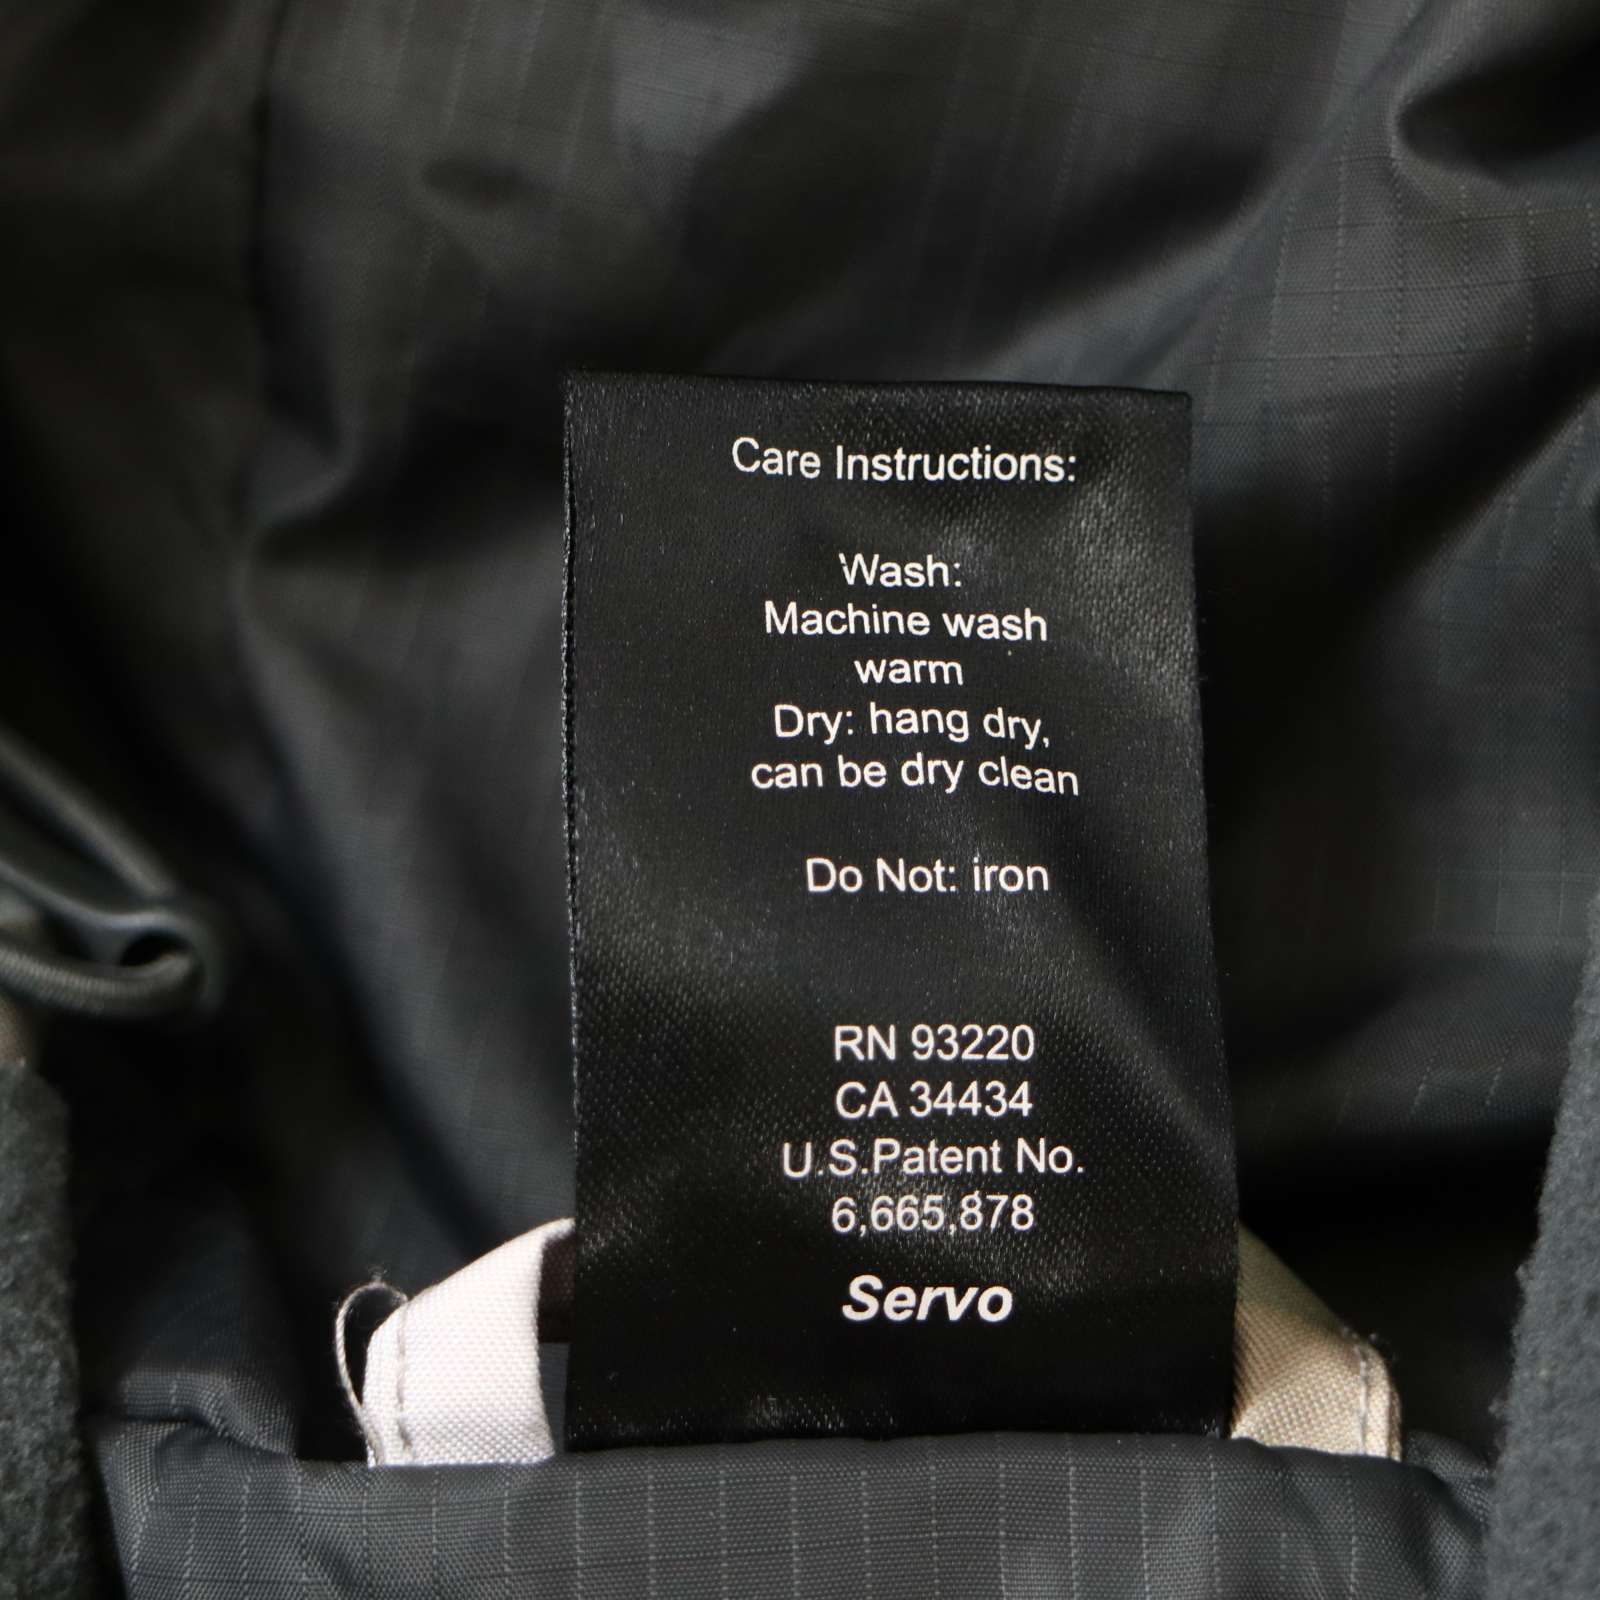 Care Instructions:
Wash:
Machine wash
warm
Dry: hang dry,
can be dry clean
Do Not: iron
RN 93220
CA 34434
U.S.Patent No.
6,665,878
Servo